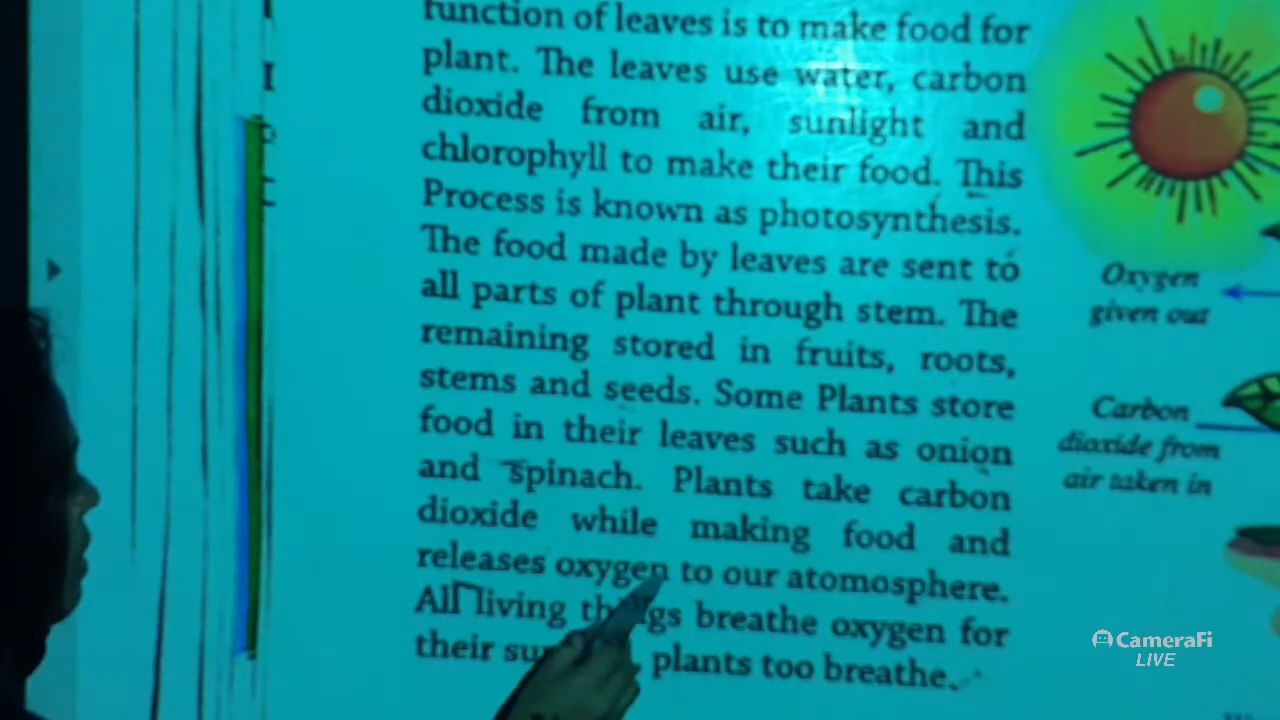 function of leaves is to make food for
plant. The leaves use water, carbon
dioxide from air, sunlight and
chlorophyll to make their food. This
Process is known as photosynthesis.
The food made by leaves are sent to
all parts of plant through stem. The
remaining stored in fruits, roots,
stems and seeds. Some Plants store
food in their leaves such as onion
and spinach. Plants take carbon
dioxide while making food and
releases oxygen to our atomosphere.
All living things breathe oxygen for
their plants too breathe.
Oxygen
given out
Carbon
dioxide from
air taken in
CameraFi
LIVE